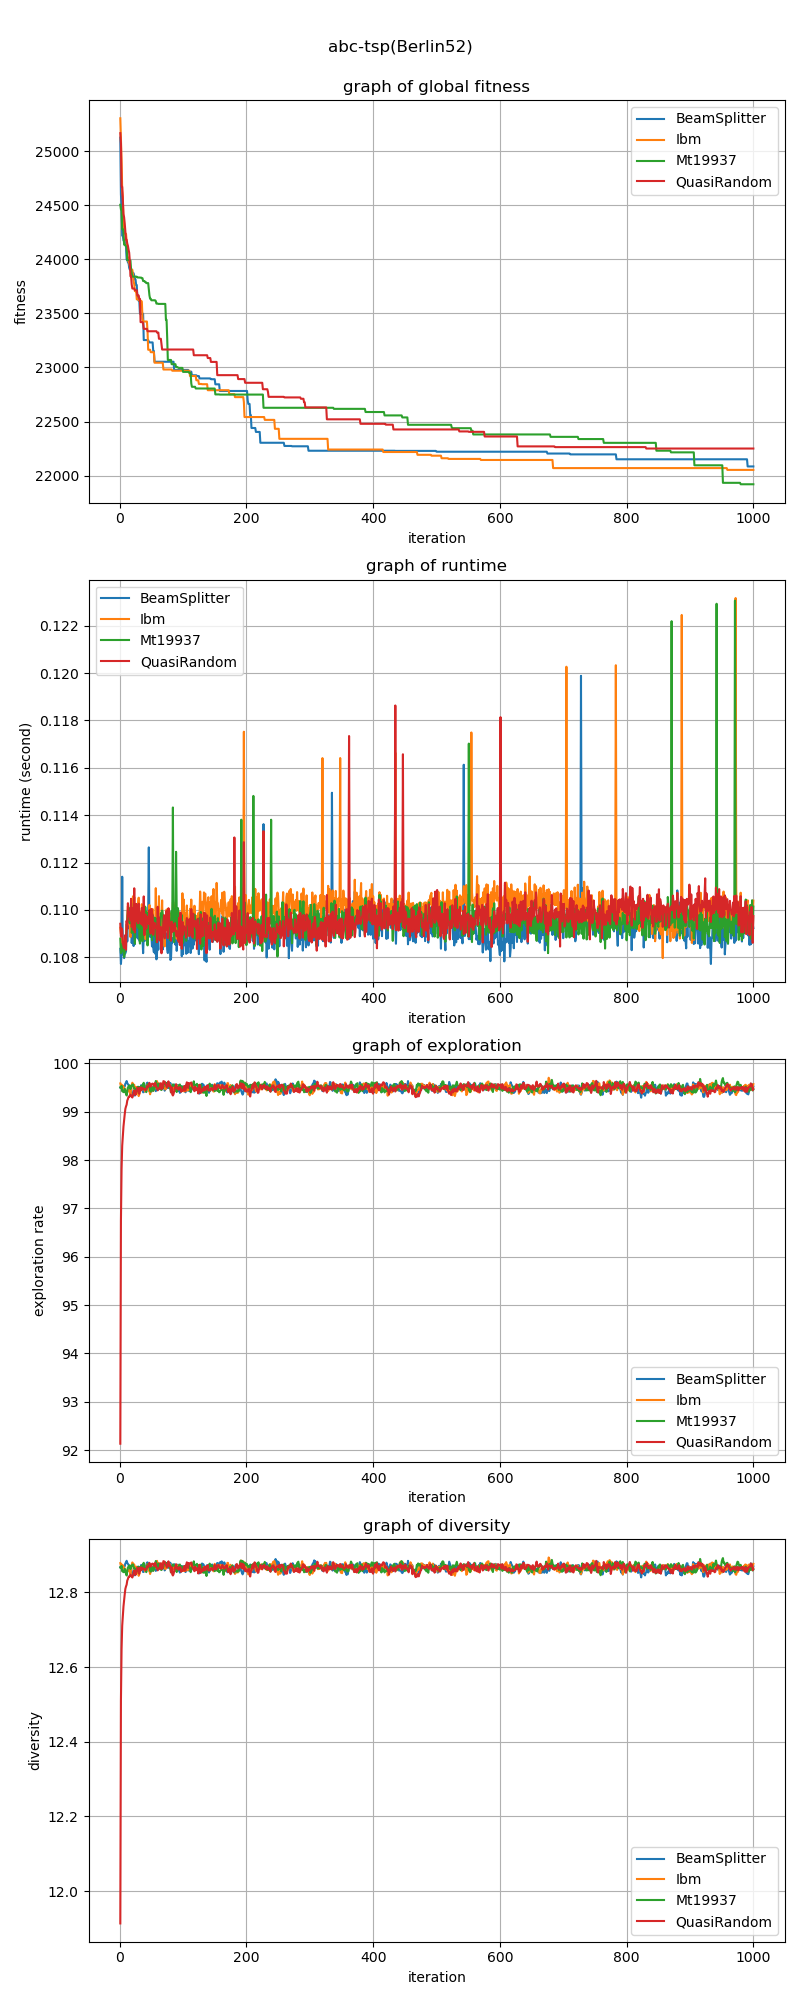 abc-tsp(Berlin52)
graph of global fitness
BeamSplitter
Ibm
Mt19937
QuasiRandom
fitness
25000
24500
24000
23500
23000
22500
22000
0 200 400 600 800 1000
iteration
graph of runtime
BeamSplitter
Ibm
Mt19937
QuasiRandom
runtime (second)
0.122
0.120
0.118
0.116
0.114
0.112
0.110
0.108
0 200 400 600 800 1000
iteration
graph of exploration
exploration rate
100
99
98
97
96
95
94
93
92
BeamSplitter
Ibm
Mt19937
QuasiRandom
0 200 400 600 800 1000
iteration
graph of diversity
diversity
12.8
12.6
12.4
12.2
12.0
BeamSplitter
Ibm
Mt19937
QuasiRandom
0 200 400 600 800 1000
iteration